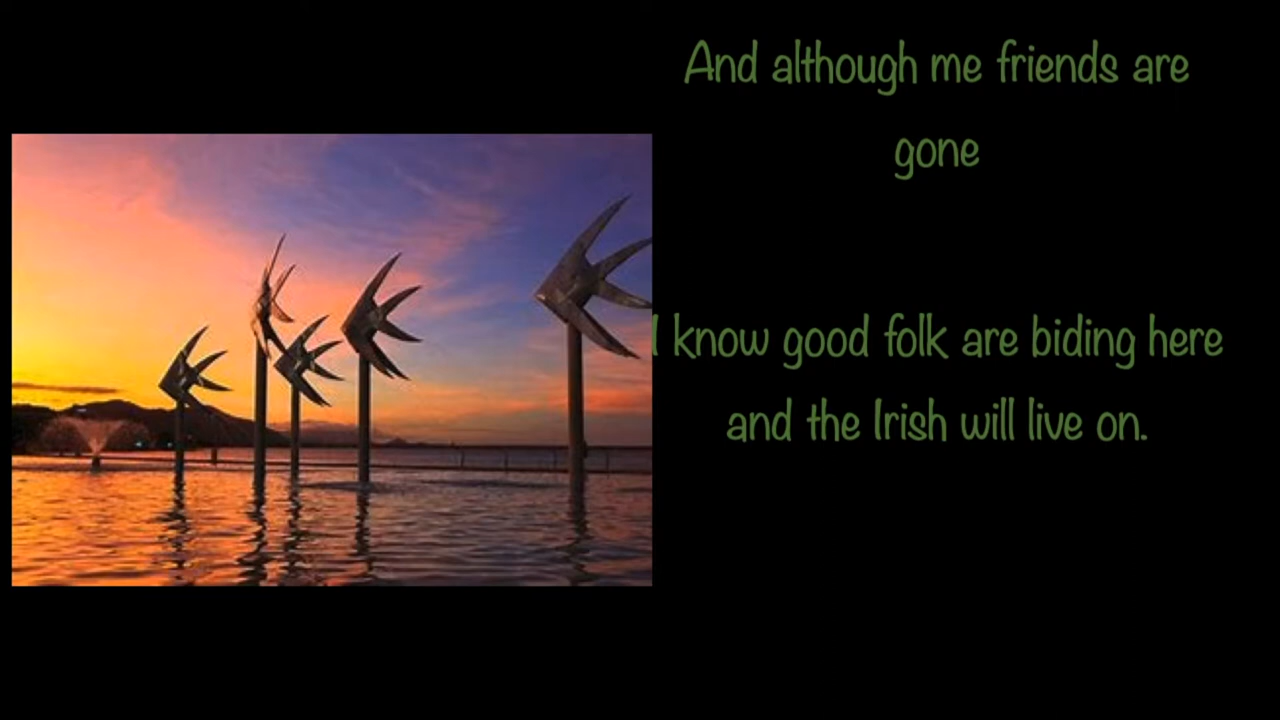 And although me friends are
gone
I know good folk are biding here
and the Irish will live on.